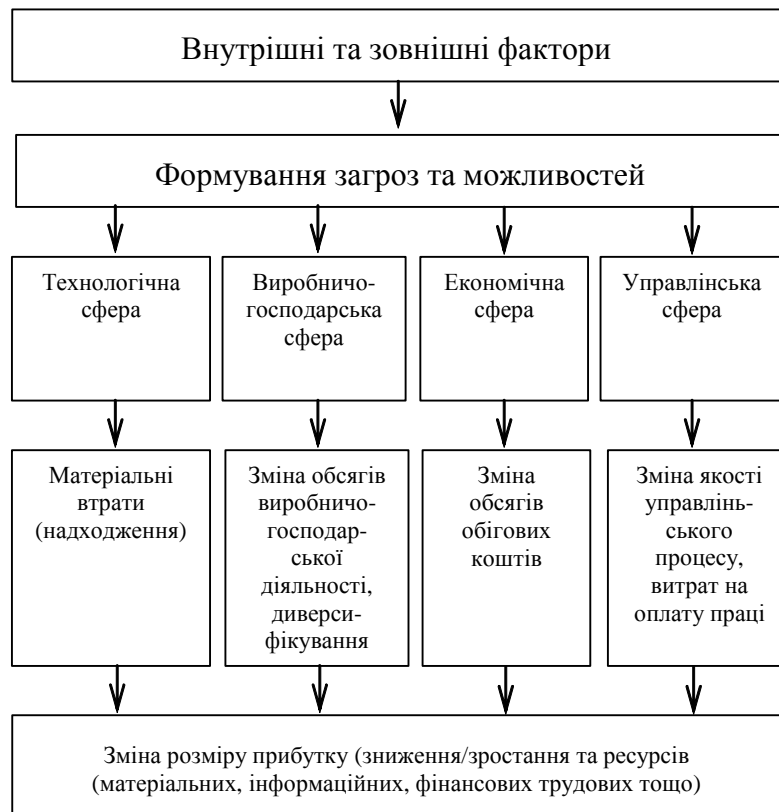 Внутрішні та зовнішні фактори
Формування загроз та можливостей
Технологічна
сфера
Виробничо-
господарська
сфера
Економічна
сфера
Управлінська
сфера
Матеріальні
втрати
(надходження)
Зміна обсягів
виробничо-
господар-
ської
діяльності,
диверси-
фікування
Зміна
обсягів
обігових
коштів
Зміна якості
управлінь-
ського
процесу,
витрат на
оплату праці
Зміна розміру прибутку (зниження/зростання та ресурсів
(матеріальних, інформаційних, фінансових трудових тощо)